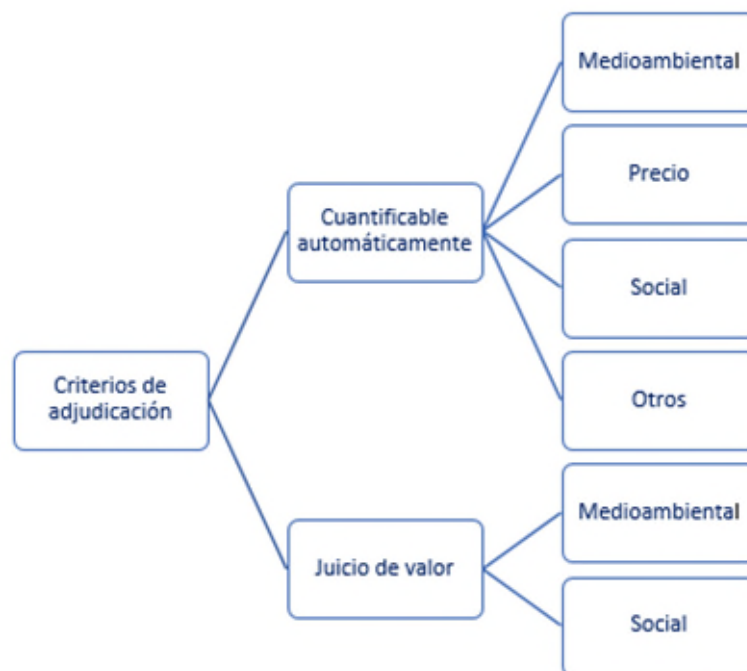 Medioambiental
Precio
Cuantificable
automáticamente
Social
Criterios de
adjudicación
Otros
Medioambiental
Juicio de valor
Social